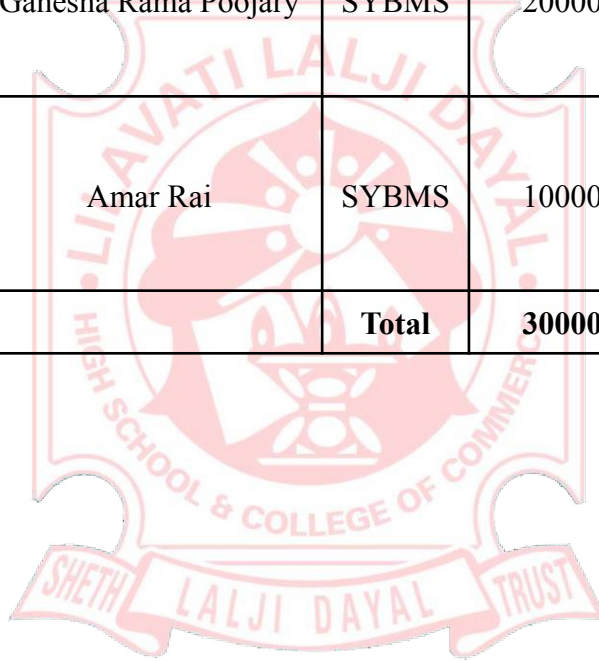 Ganesha Rama Poojary SYBMS 20000
Amar Rai SYBMS 10000
Total 30000
LILAVATI LALJI DAYAL
HIGH SCHOOL & COLLEGE OF COMMERC
SHETH LALJI DAYAL TRUST